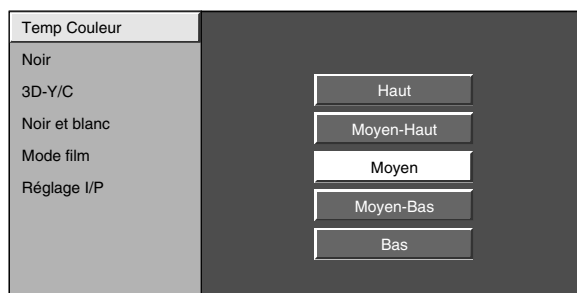 Temp Couleur
Noir
3D-Y/C
Noir et blanc
Mode film
Réglage I/P
Haut
Moyen-Haut
Moyen
Moyen-Bas
Bas